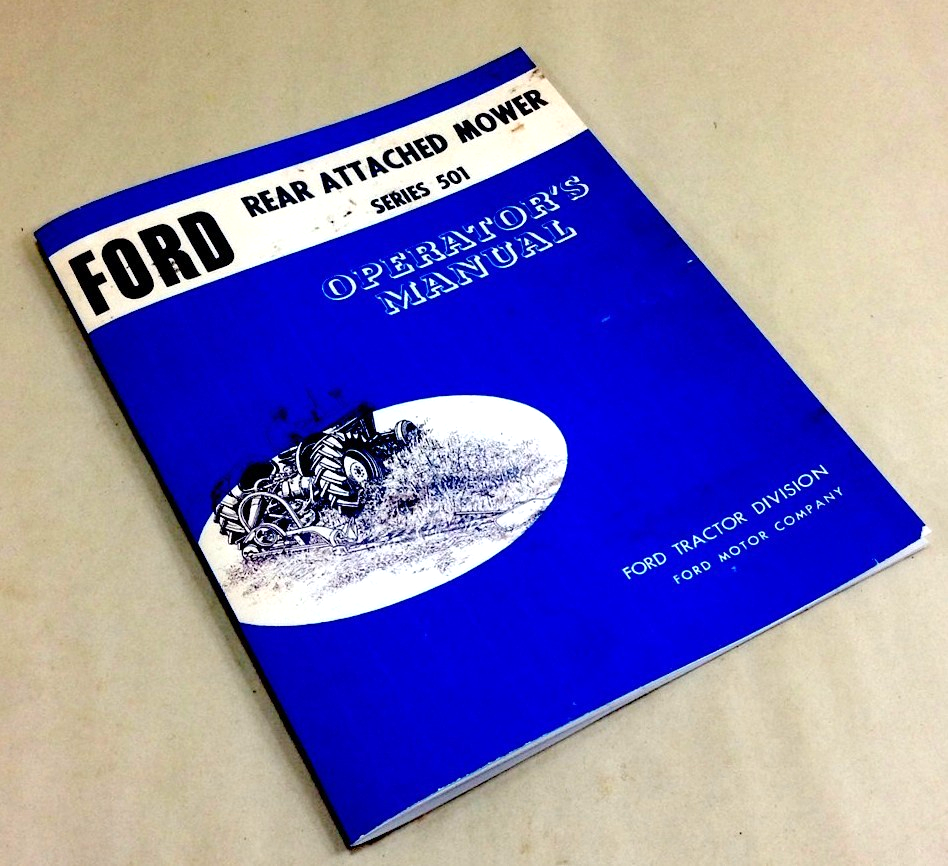 FORD
REAR ATTACHED MOWER
SERIES 501
OPERATOR'S
MANUAL
FORD TRACTOR DIVISION
FORD MOTOR COMPANY